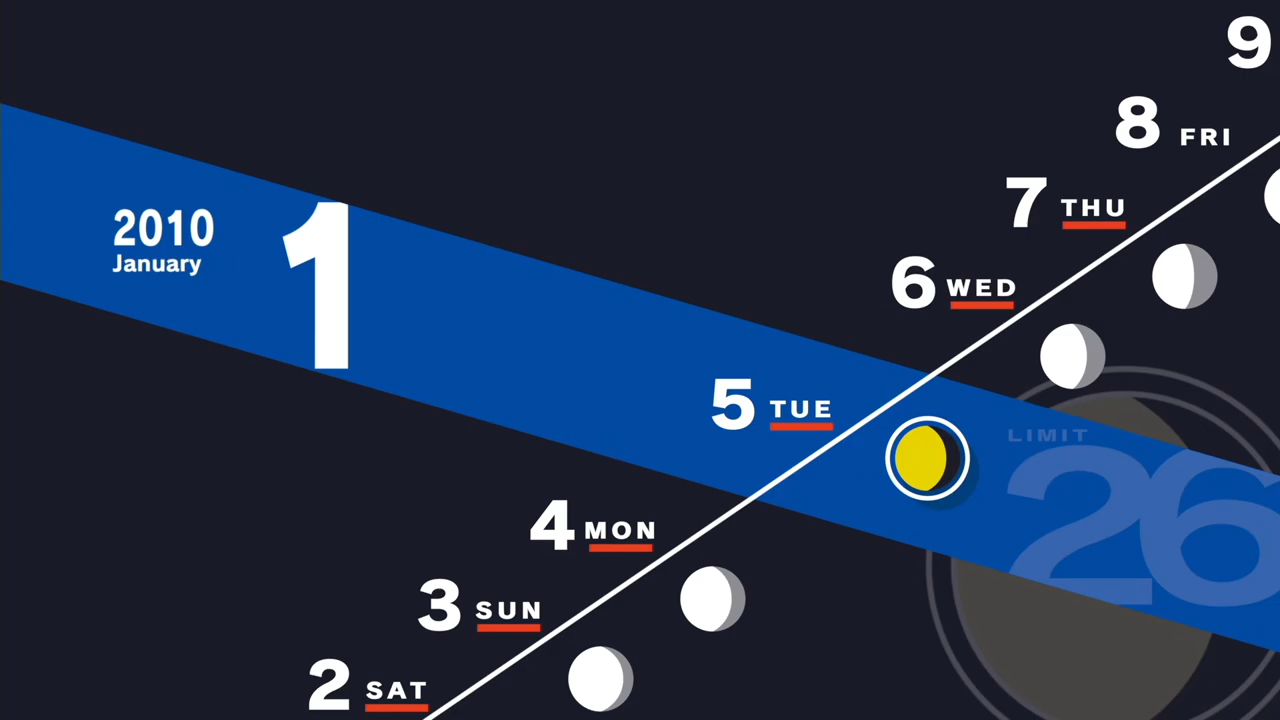 2010
January
1
9
8 FRI
7 THU
6 WED
5 TUE
4 MON
3 SUN
2 SAT
LIMIT
26